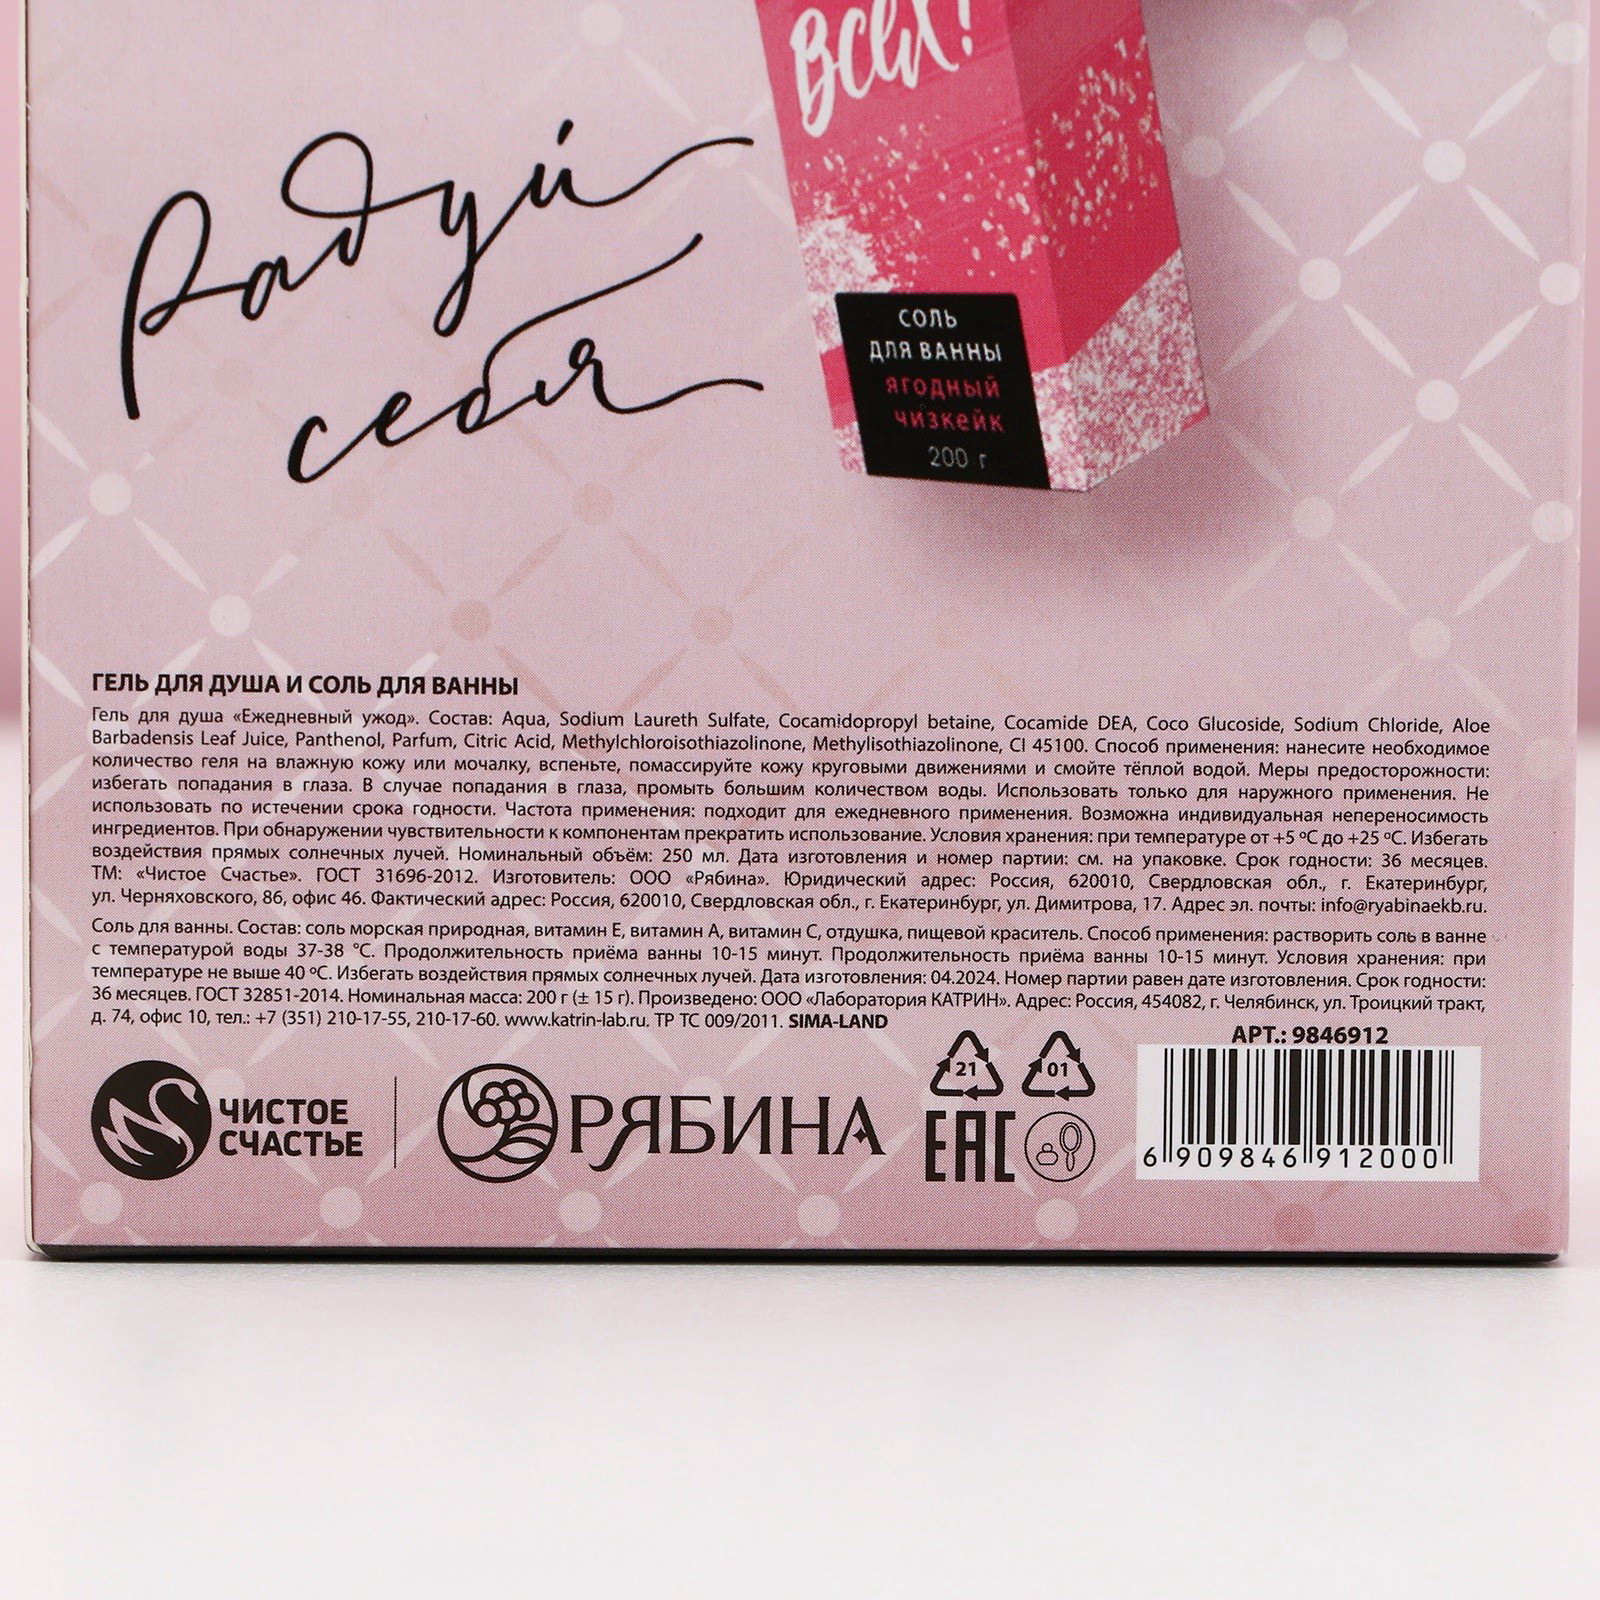 Всех!
Радуй
себя
СОЛЬ
ДЛЯ ВАННЫ
ЯГОДНЫЙ
ЧИЗКЕЙК
200 г
ГЕЛЬ ДЛЯ ДУША И СОЛЬ ДЛЯ ВАННЫ
Гель для душа «Ежедневный ужод». Состав: Aqua, Sodium Laureth Sulfate, Cocamidopropyl betaine, Cocamide DEA, Coco Glucoside, Sodium Chloride, Aloe
Barbadensis Leaf Juice, Panthenol, Parfum, Citric Acid, Methylchloroisothiazolinone, Methylisothiazolinone, CI 45100. Способ применения: нанесите необходимое
количество геля на влажную кожу или мочалку, вспеньте, помассируйте кожу круговыми движениями и смойте тёплой водой. Меры предосторожности:
избегать попадания в глаза. В случае попадания в глаза, промыть большим количеством воды. Использовать только для наружного применения. Не
использовать по истечении срока годности. Частота применения: подходит для ежедневного применения. Возможна индивидуальная непереносимость
ингредиентов. При обнаружении чувствительности к компонентам прекратить использование. Условия хранения: при температуре от +5 ºС до +25 ºС. Избегать
воздействия прямых солнечных лучей. Номинальный объём: 250 мл. Дата изготовления и номер партии: см. на упаковке. Срок годности: 36 месяцев.
ТМ: «Чистое Счастье». ГОСТ 31696-2012. Изготовитель: ООО «Рябина». Юридический адрес: Россия, 620010, Свердловская обл., г. Екатеринбург,
ул. Черняховского, 86, офис 46. Фактический адрес: Россия, 620010, Свердловская обл., г. Екатеринбург, ул. Димитрова, 17. Адрес эл. почты: info@ryabinaekb.ru.
Соль для ванны. Состав: соль морская природная, витамин Е, витамин А, витамин С, отдушка, пищевой краситель. Способ применения: растворить соль в ванне
с температурой воды 37-38 °С. Продолжительность приёма ванны 10-15 минут. Продолжительность приёма ванны 10-15 минут. Условия хранения: при
температуре не выше 40 ºС. Избегать воздействия прямых солнечных лучей. Дата изготовления: 04.2024. Номер партии равен дате изготовления. Срок годности:
36 месяцев. ГОСТ 32851-2014. Номинальная масса: 200 г (± 15 г). Произведено: ООО «Лаборатория КАТРИН». Адрес: Россия, 454082, г. Челябинск, ул. Троицкий тракт,
д. 74, офис 10, тел.: +7 (351) 210-17-55, 210-17-60. www.katrin-lab.ru. ТР ТС 009/2011. SIMA-LAND
АРТ.: 9846912
21
01
ЧИСТОЕ
СЧАСТЬЕ
РЯБИНА
EAC
6 909846 912000